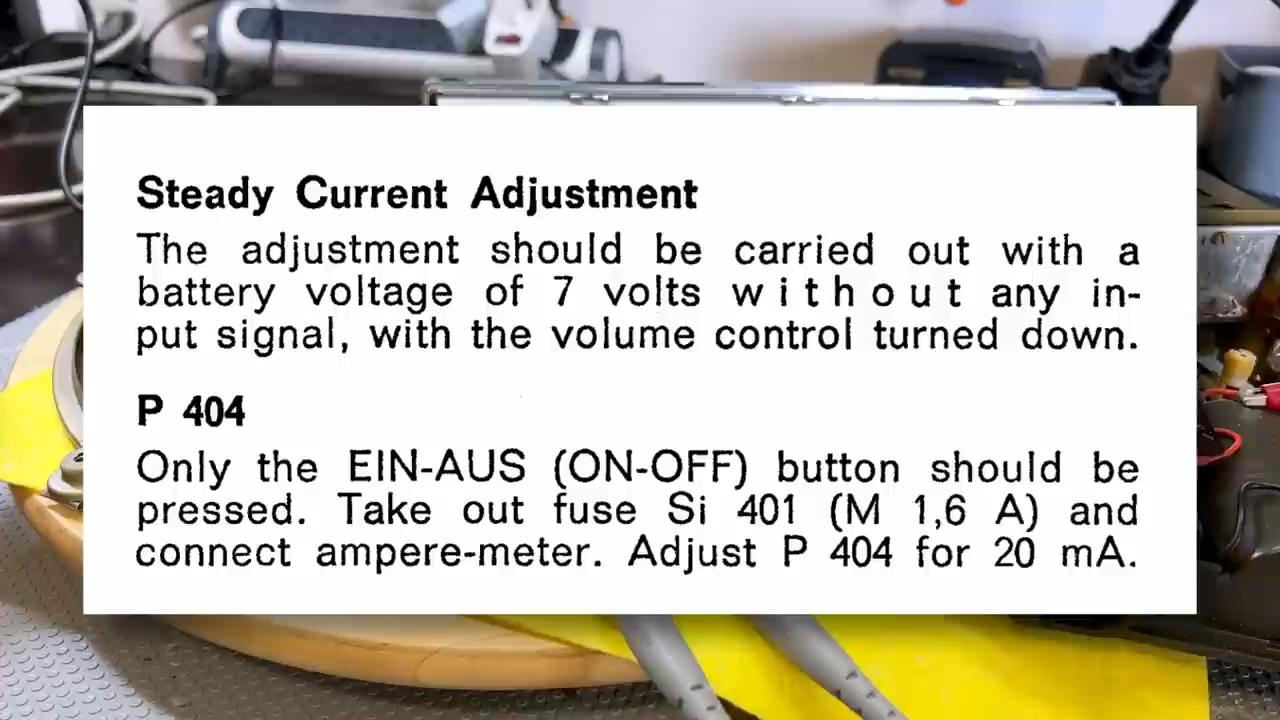 Steady Current Adjustment
The adjustment should be carried out with a
battery voltage of 7 volts without any in-
put signal, with the volume control turned down.
P 404
Only the EIN-AUS (ON-OFF) button should be
pressed. Take out fuse Si 401 (M 1,6 A) and
connect ampere-meter. Adjust P 404 for 20 mA.